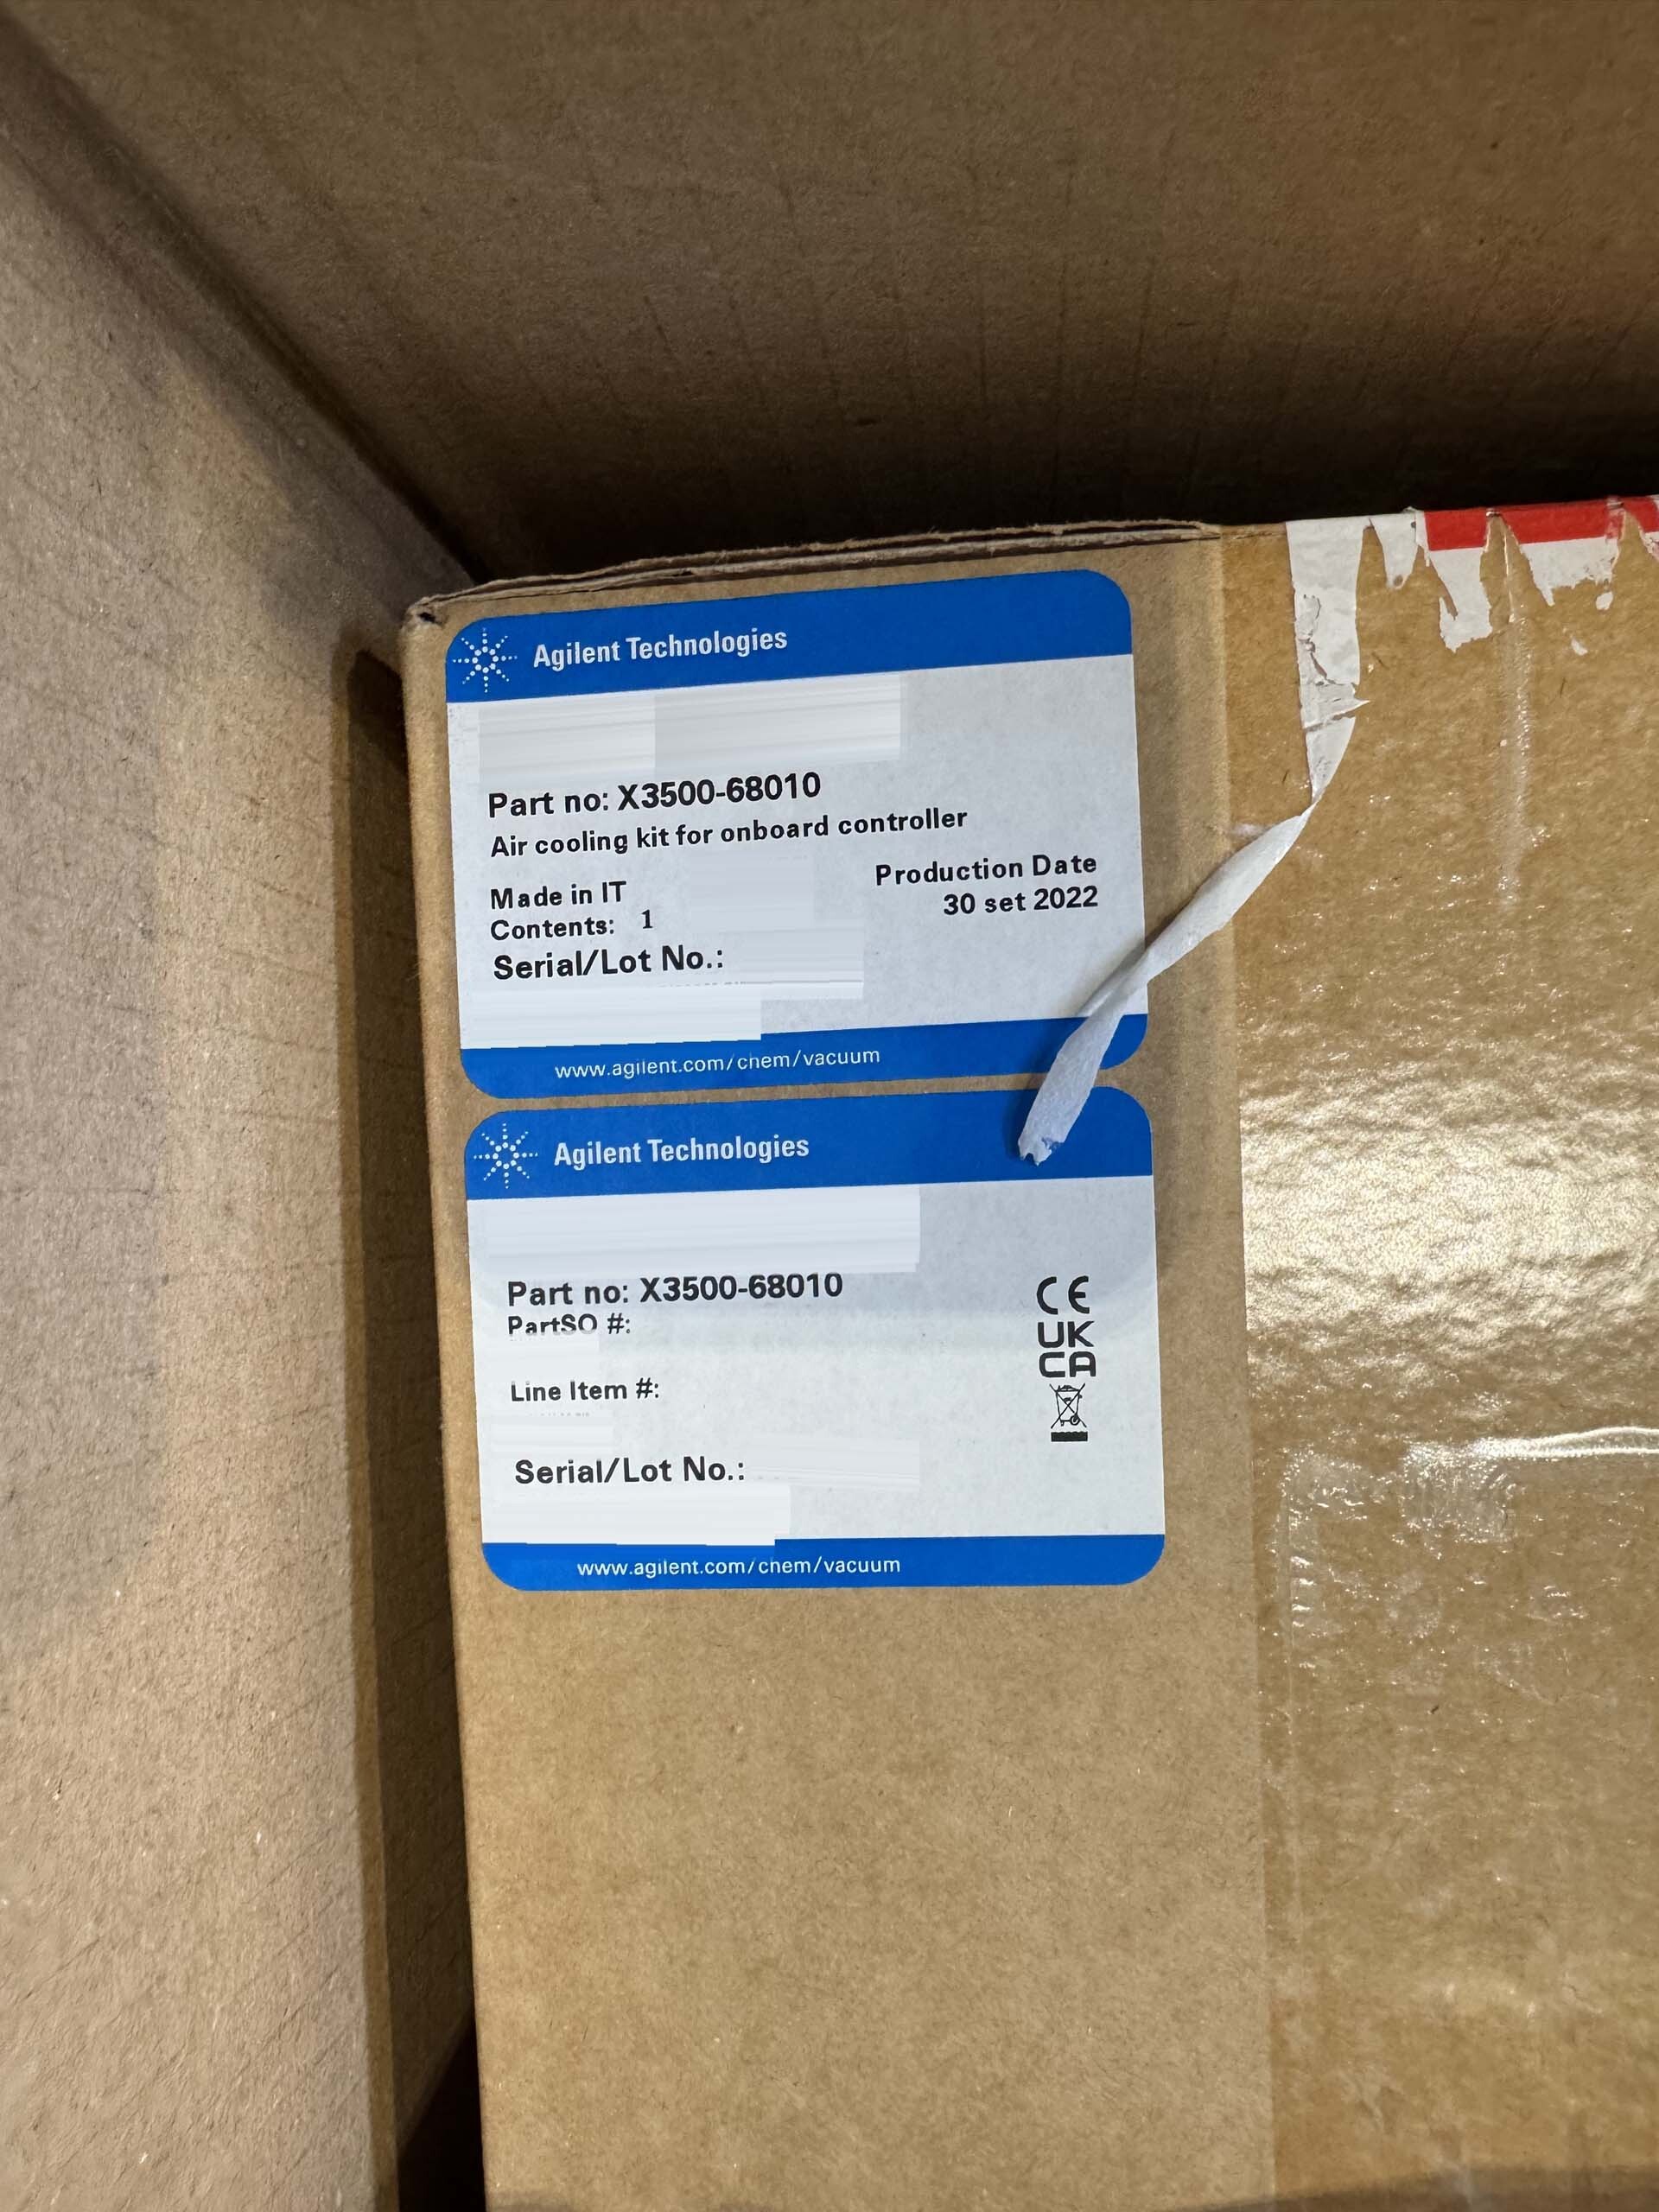 Agilent Technologies
Part no: X3500-68010
Air cooling kit for onboard controller
Made in IT
Production Date
Contents: 1
30 set 2022
Serial/Lot No.:
www.agilent.com/chem/vacuum
Agilent Technologies
Part no: X3500-68010
PartSO #:
CE
UK
CA
Line Item #:
Serial/Lot No.:
www.agilent.com/chem/vacuum